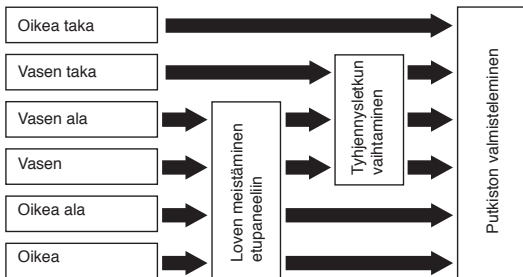 Oikea taka
Vasen taka
Vasen ala
Vasen
Oikea ala
Oikea
Loven meistäminen
etupaneeliin
Tyhjennysletkun
vaihtaminen
Putkiston valmisteleminen